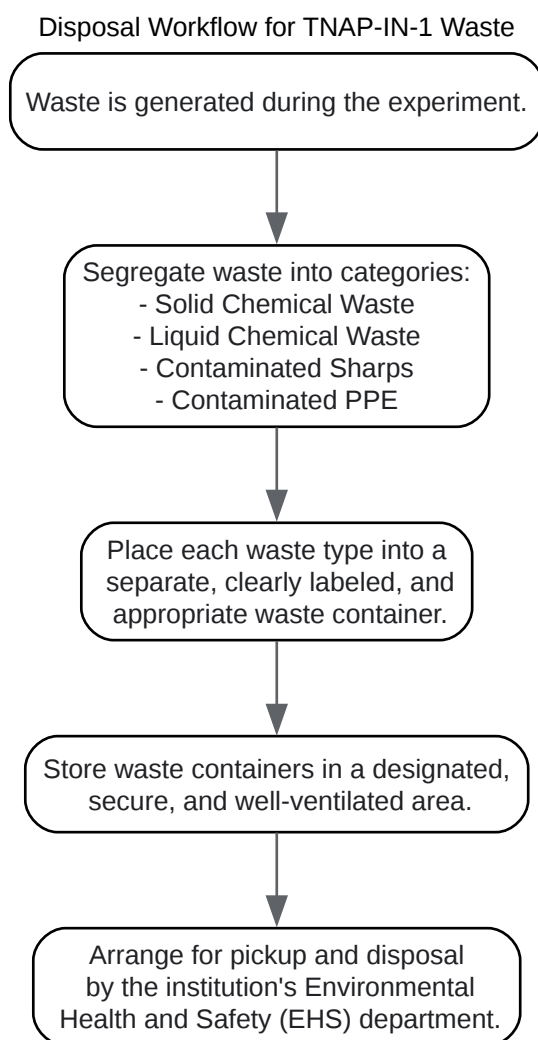 Disposal Workflow for TNAP-IN-1 Waste
Waste is generated during the experiment.
Segregate waste into categories:
- Solid Chemical Waste
- Liquid Chemical Waste
- Contaminated Sharps
- Contaminated PPE
Place each waste type into a
separate, clearly labeled, and
appropriate waste container.
Store waste containers in a designated,
secure, and well-ventilated area.
Arrange for pickup and disposal
by the institution's Environmental
Health and Safety (EHS) department.